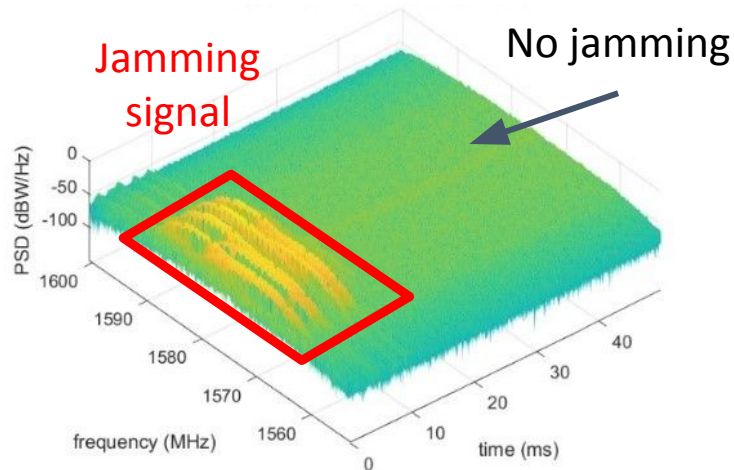 No jamming
Jamming
signal
0
-50
-100
PSD (dBW/Hz)
1600
1590
1580
1570
1560
frequency (MHz)
0
10
20
30
40
time (ms)